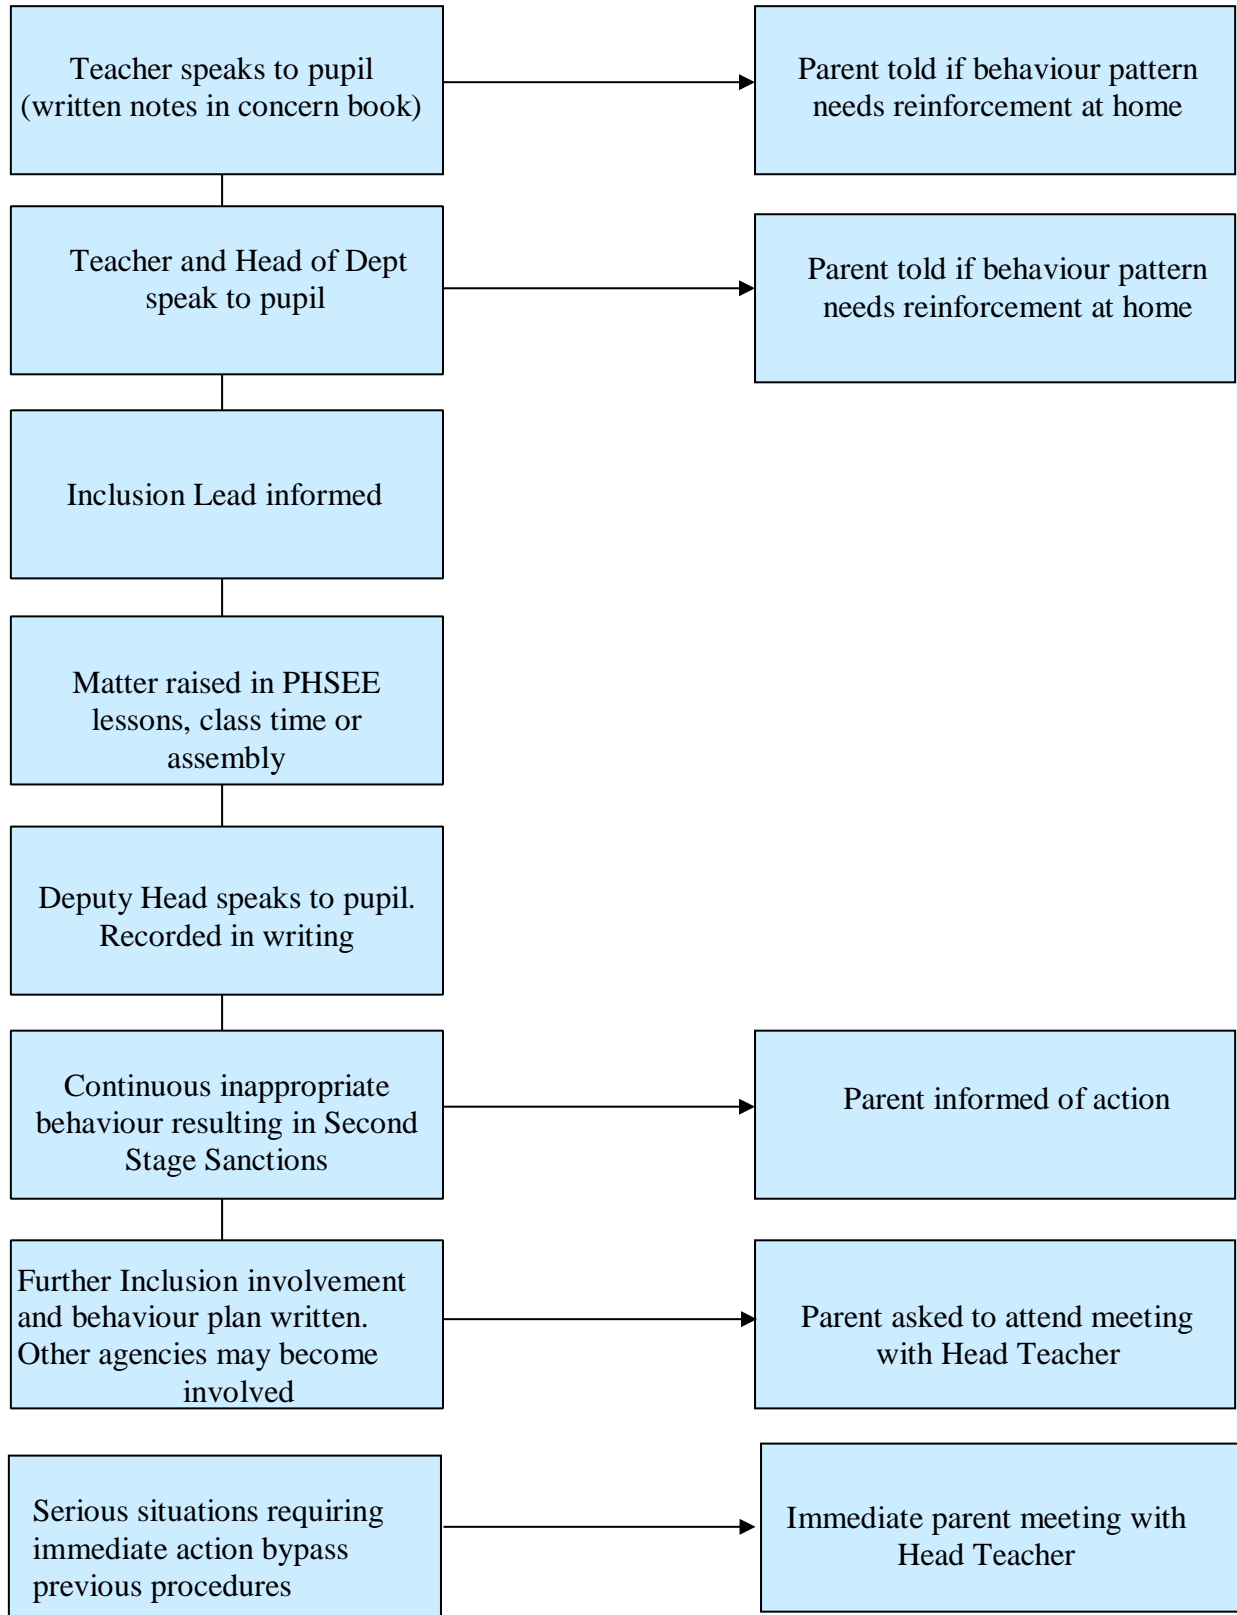 Teacher speaks to pupil
(written notes in concern book)
Parent told if behaviour pattern
needs reinforcement at home
Teacher and Head of Dept
speak to pupil
Parent told if behaviour pattern
needs reinforcement at home
Inclusion Lead informed
Matter raised in PHSEE
lessons, class time or
assembly
Deputy Head speaks to pupil.
Recorded in writing
Continuous inappropriate
behaviour resulting in Second
Stage Sanctions
Parent informed of action
Further Inclusion involvement
and behaviour plan written.
Other agencies may become
involved
Parent asked to attend meeting
with Head Teacher
Serious situations requiring
immediate action bypass
previous procedures
Immediate parent meeting with
Head Teacher